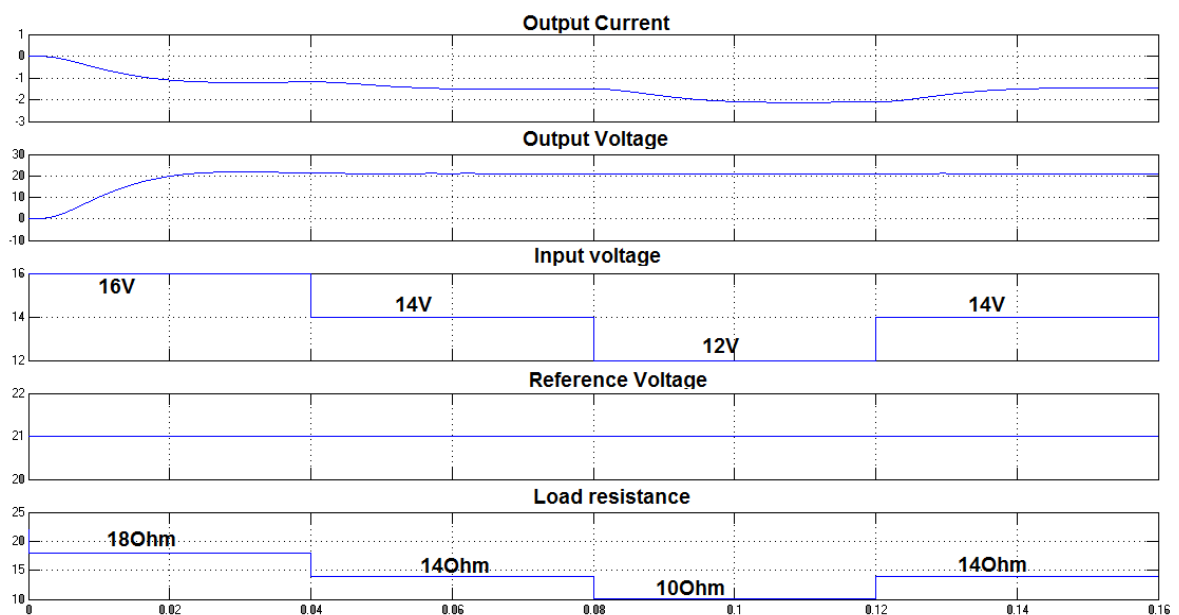 Output Current
1
0
-1
-2
-3
Output Voltage
30
20
10
0
-10
Input voltage
16
14
12
16V
14V
12V
14V
Reference Voltage
22
21
20
Load resistance
25
20
15
10
18Ohm
14Ohm
10Ohm
14Ohm
0 0.02 0.04 0.06 0.08 0.1 0.12 0.14 0.16